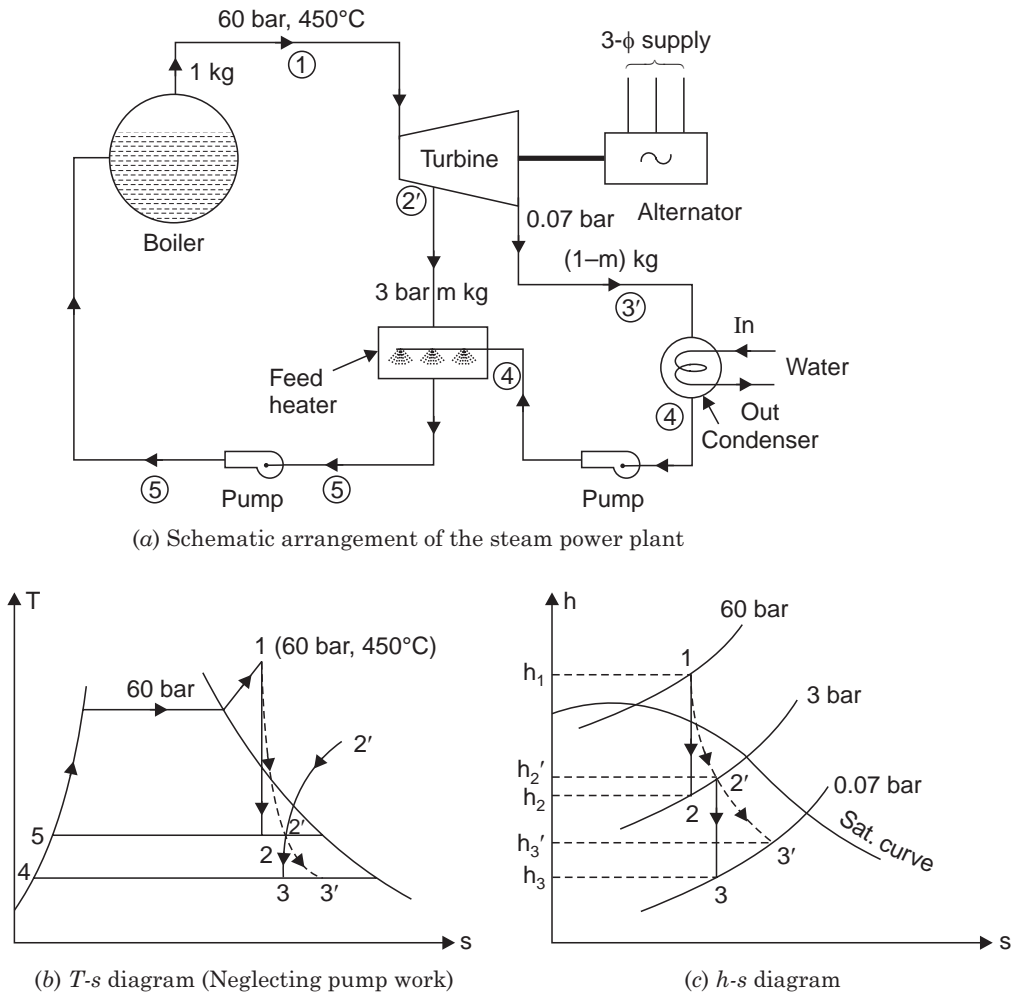 60 bar, 450°C
1
1 kg
3-ϕ supply
Turbine
2′
Alternator
0.07 bar
Boiler
(1–m) kg
3′
3 bar m kg
In
Water
Out
4
Condenser
Feed
heater
4
5
Pump
5
Pump
(a) Schematic arrangement of the steam power plant
T
1 (60 bar, 450°C)
60 bar
2′
5
2′
2
4
3
3′
s
(b) T-s diagram (Neglecting pump work)
h
60 bar
1
h₁
3 bar
h₂′
2′
h₂
2
0.07 bar
h₃′
3′
Sat. curve
h₃
3
s
(c) h-s diagram